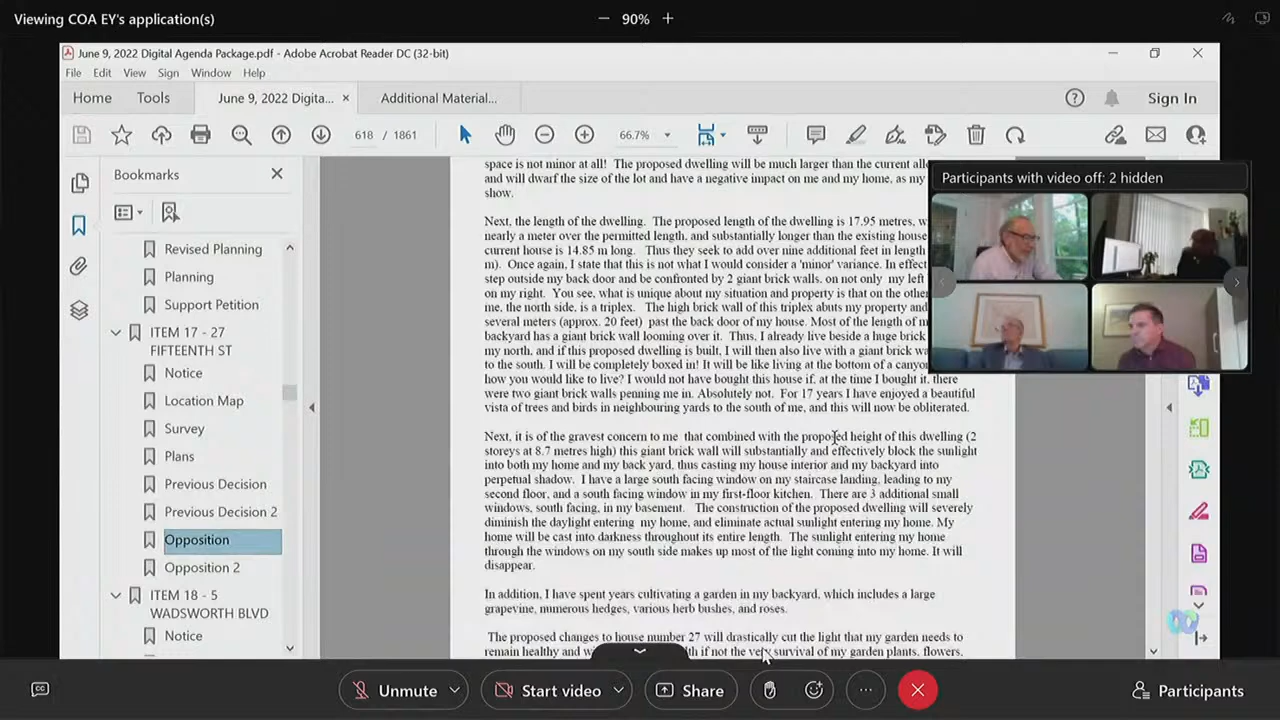 Viewing COA EY's application(s)
90%
June 9, 2022 Digital Agenda Package.pdf - Adobe Acrobat Reader DC (32-bit)
File Edit View Sign Window Help
Home Tools June 9, 2022 Digita... × Additional Material... Sign In
618 / 1861 66.7%
Bookmarks
Revised Planning
Planning
Support Petition
ITEM 17 - 27
FIFTEENTH ST
Notice
Location Map
Survey
Plans
Previous Decision
Previous Decision 2
Opposition
Opposition 2
ITEM 18 - 5
WADSWORTH BLVD
Notice
space is not minor at all! The proposed dwelling will be much larger than the current
and will dwarf the size of the lot and have a negative impact on me and my home, as my
show.
Next, the length of the dwelling. The proposed length of the dwelling is 17.95 metres,
nearly a meter over the permitted length, and substantially longer than the existing house
current house is 14.85 m long. Thus they seek to add over nine additional feet in length
m). Once again, I state that this is not what I would consider a 'minor' variance. In effect
step outside my back door and be confronted by 2 giant brick walls, on not only my left
on my right. You see, what is unique about my situation and property is that on the other
me, the north side, is a triplex. The high brick wall of this triplex abuts my property and
several meters (approx. 20 feet) past the back door of my house. Most of the length of
backyard has a giant brick wall looming over it. Thus, I already live beside a huge brick
my north, and if this proposed dwelling is built, I will then also live with a giant brick
to the south. I will be completely boxed in! It will be like living at the bottom of a canyon
how you would like to live? I would not have bought this house if, at the time I bought it, there
were two giant brick walls penning me in. Absolutely not. For 17 years I have enjoyed a beautiful
vista of trees and birds in neighbouring yards to the south of me, and this will now be obliterated.
Next, it is of the gravest concern to me that combined with the proposed height of this dwelling (2
storeys at 8.7 metres high) this giant brick wall will substantially and effectively block the sunlight
into both my home and my back yard, thus casting my house interior and my backyard into
perpetual shadow. I have a large south facing window on my staircase landing, leading to my
second floor, and a south facing window in my first-floor kitchen. There are 3 additional small
windows, south facing, in my basement. The construction of the proposed dwelling will severely
diminish the daylight entering my home, and eliminate actual sunlight entering my home. My
home will be cast into darkness throughout its entire length. The sunlight entering my home
through the windows on my south side makes up most of the light coming into my home. It will
disappear.
In addition, I have spent years cultivating a garden in my backyard, which includes a large
grapevine, numerous hedges, various herb bushes, and roses.
The proposed changes to house number 27 will drastically cut the light that my garden needs to
remain healthy and if not the very survival of my garden plants, flowers,
Participants with video off: 2 hidden
Unmute Start video Share Participants